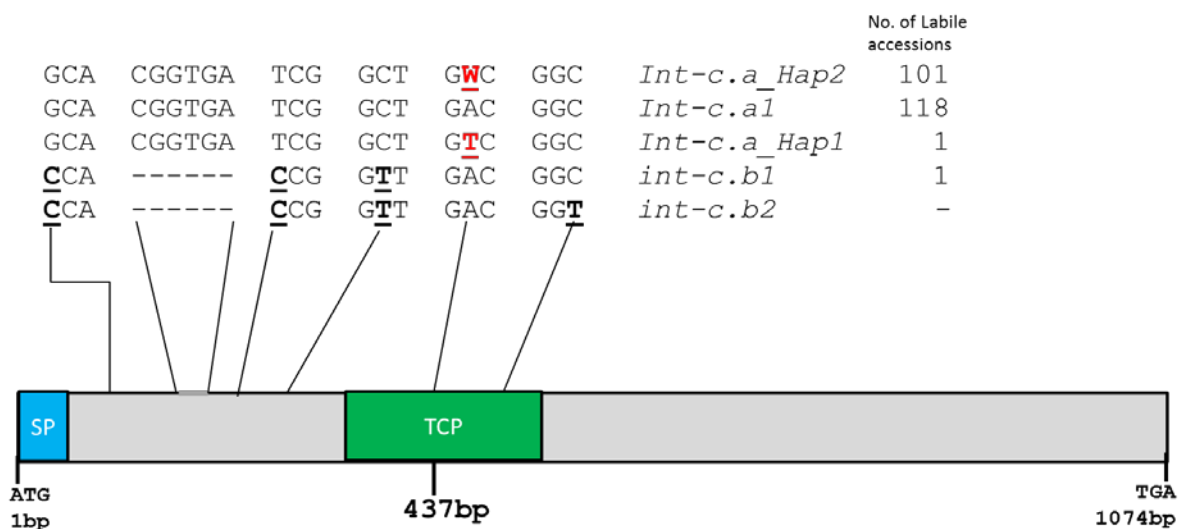 No. of Labile
accessions
GCA CGGTGA TCG GCT GWC GGC Int-c.a_Hap2 101
GCA CGGTGA TCG GCT GAC GGC Int-c.a1 118
GCA CGGTGA TCG GCT GTC GGC Int-c.a_Hap1 1
CCA ------ CCG GTT GAC GGC int-c.b1 1
CCA ------ CCG GTT GAC GGT int-c.b2 -
SP TCP
ATG 437bp TGA
1bp 1074bp